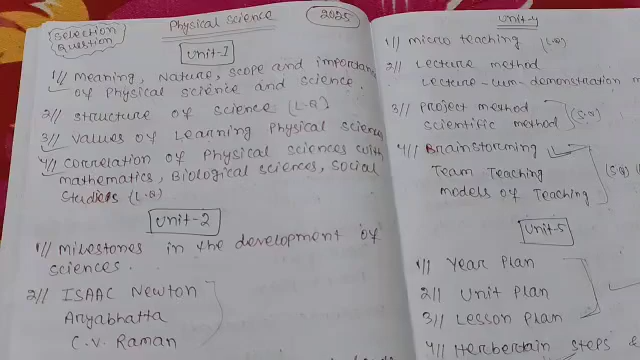 Selection Question
Physical Science
2025
Unit-1
1// meaning, Nature, Scope and importance
of Physical science and science.
2// structure of science (L-Q)
3// values of Learning Physical science
4// correlation of Physical sciences with
mathematics, Biological sciences, Social
Studies (L.Q)
Unit-2
1// milestones in the development of
sciences.
2// ISAAC Newton
Aryabhatta
C.V. Raman
Unit-4
1// micro teaching (L-Q)
2// Lecture method
Lecture-cum-demonstration m
3// Project method
scientific method (S.Q)
4// Brainstorming
Team Teaching
models of Teaching (S.Q)
Unit-5
1// Year Plan
2// Unit Plan
3// Lesson Plan
4// Herbertain steps